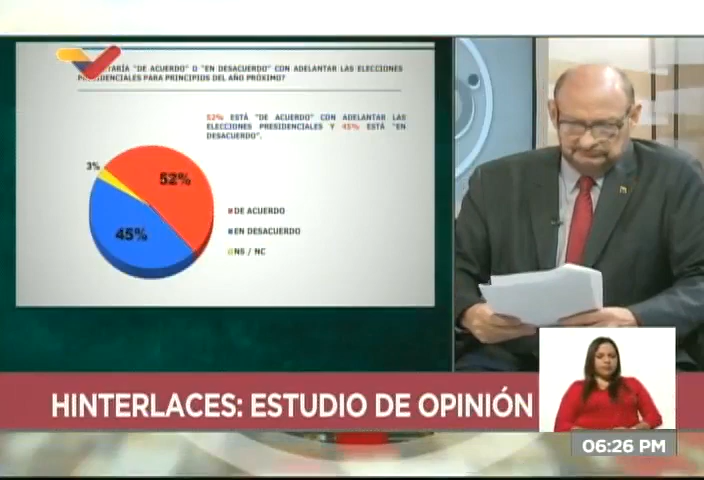 TARÍA "DE ACUERDO" O "EN DESACUERDO" CON ADELANTAR LAS ELECCIONES
PRESIDENCIALES PARA PRINCIPIOS DEL AÑO PRÓXIMO?
52% ESTÁ "DE ACUERDO" CON ADELANTAR LAS
ELECCIONES PRESIDENCIALES Y 45% ESTÁ "EN
DESACUERDO".
3%
52%
45%
DE ACUERDO
EN DESACUERDO
NS / NC
HINTERLACES: ESTUDIO DE OPINIÓN
06:26 PM